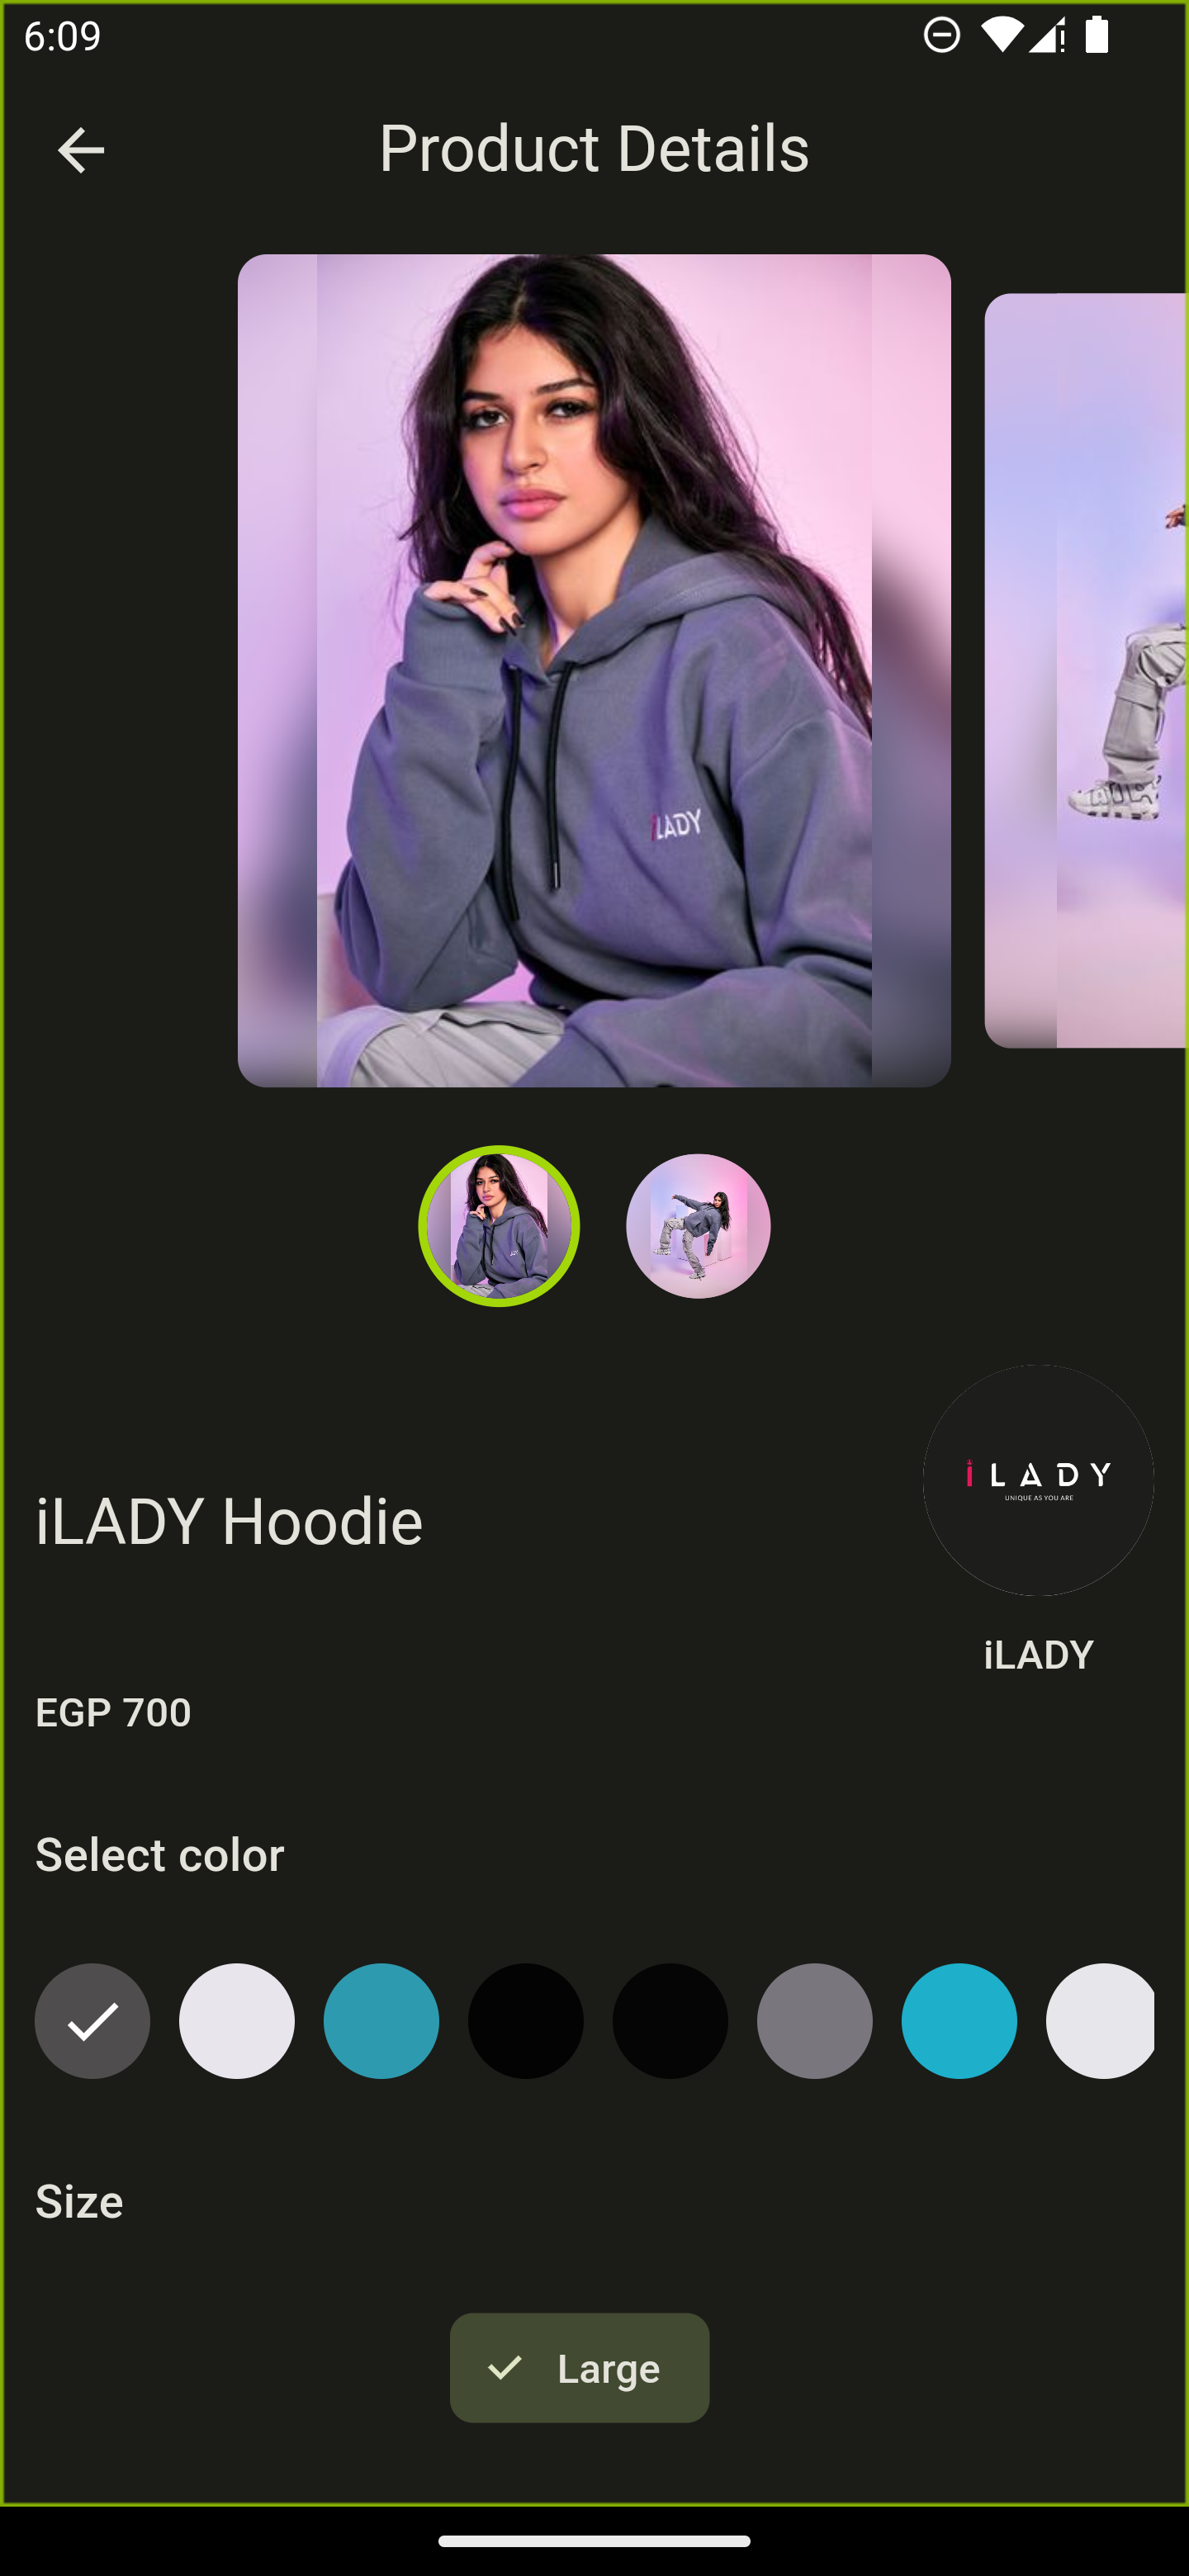 6:09
Product Details
iLADY
iLADY Hoodie
iLADY
UNIQUE AS YOU ARE
iLADY
EGP 700
Select color
Size
Large